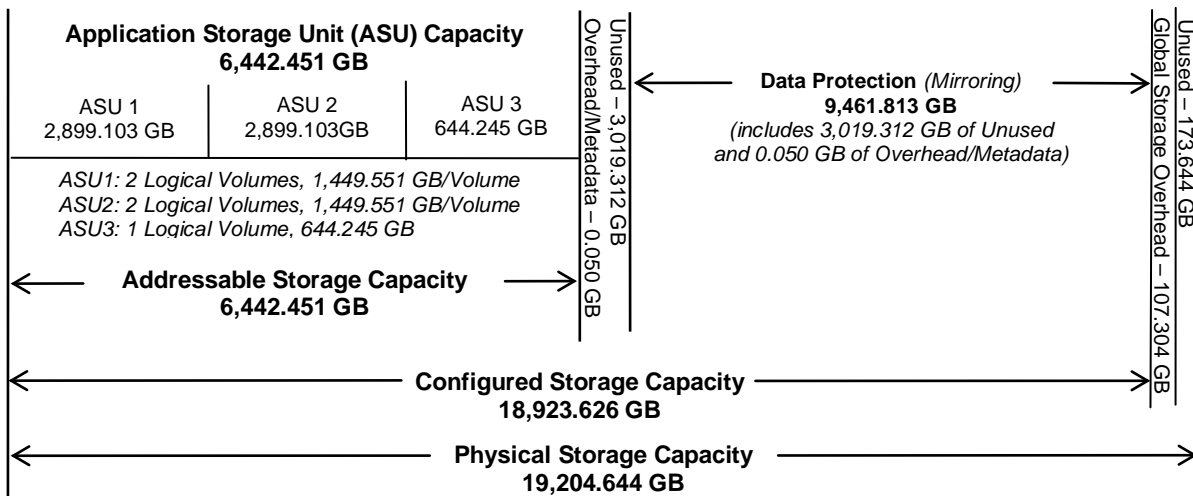 Application Storage Unit (ASU) Capacity
6,442.451 GB
ASU 1
2,899.103 GB
ASU 2
2,899.103GB
ASU 3
644.245 GB
ASU1: 2 Logical Volumes, 1,449.551 GB/Volume
ASU2: 2 Logical Volumes, 1,449.551 GB/Volume
ASU3: 1 Logical Volume, 644.245 GB
Addressable Storage Capacity
6,442.451 GB
Unused – 3,019.312 GB
Overhead/Metadata – 0.050 GB
Data Protection (Mirroring)
9,461.813 GB
(includes 3,019.312 GB of Unused
and 0.050 GB of Overhead/Metadata)
Unused – 173.644 GB
Global Storage Overhead – 107.304 GB
Configured Storage Capacity
18,923.626 GB
Physical Storage Capacity
19,204.644 GB